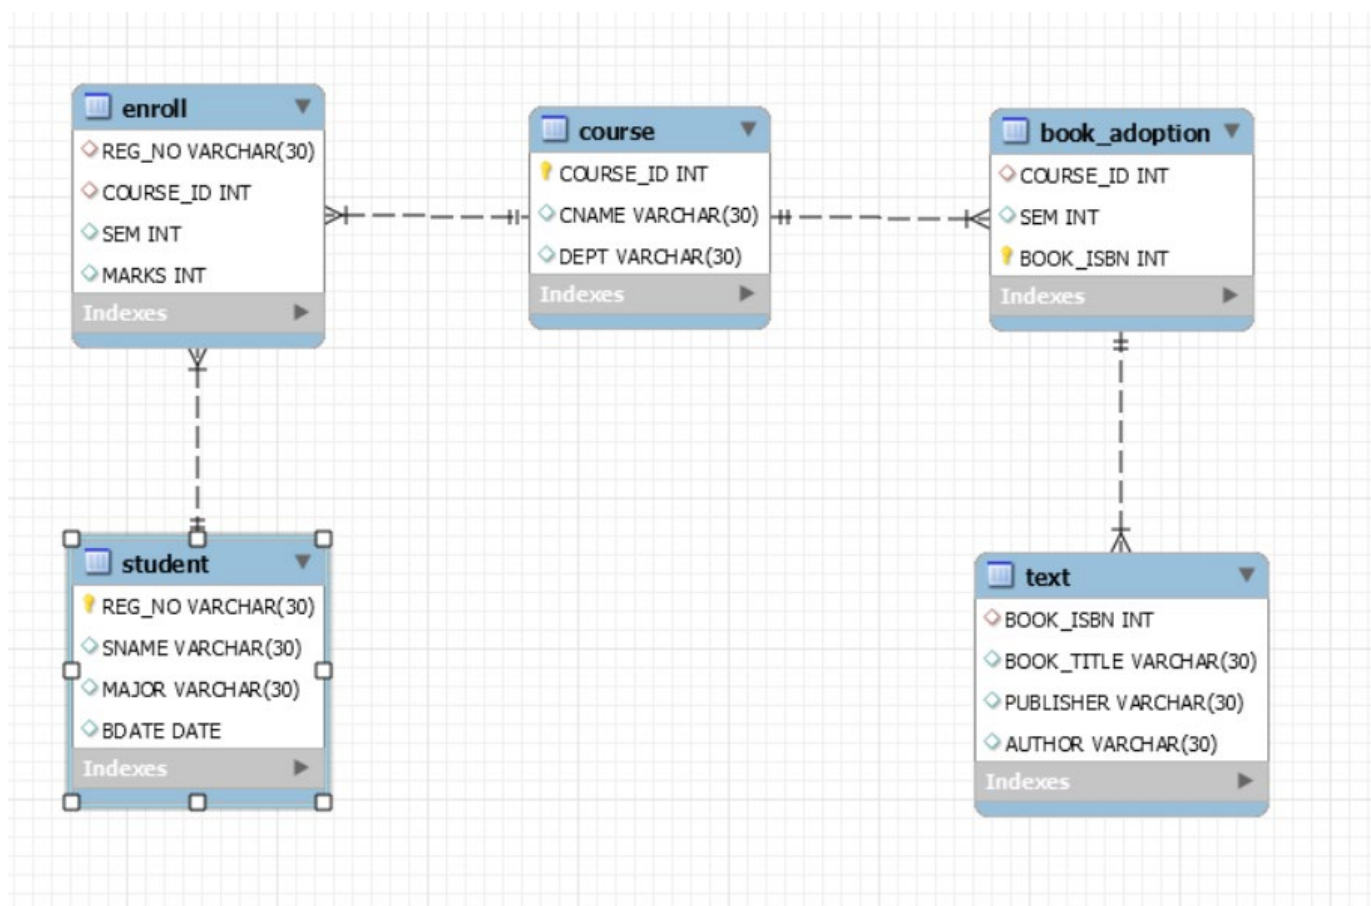 enroll
REG_NO VARCHAR(30)
COURSE_ID INT
SEM INT
MARKS INT
Indexes
course
COURSE_ID INT
CNAME VARCHAR(30)
DEPT VARCHAR(30)
Indexes
book_adoption
COURSE_ID INT
SEM INT
BOOK_ISBN INT
Indexes
student
REG_NO VARCHAR(30)
SNAME VARCHAR(30)
MAJOR VARCHAR(30)
BDATE DATE
Indexes
text
BOOK_ISBN INT
BOOK_TITLE VARCHAR(30)
PUBLISHER VARCHAR(30)
AUTHOR VARCHAR(30)
Indexes